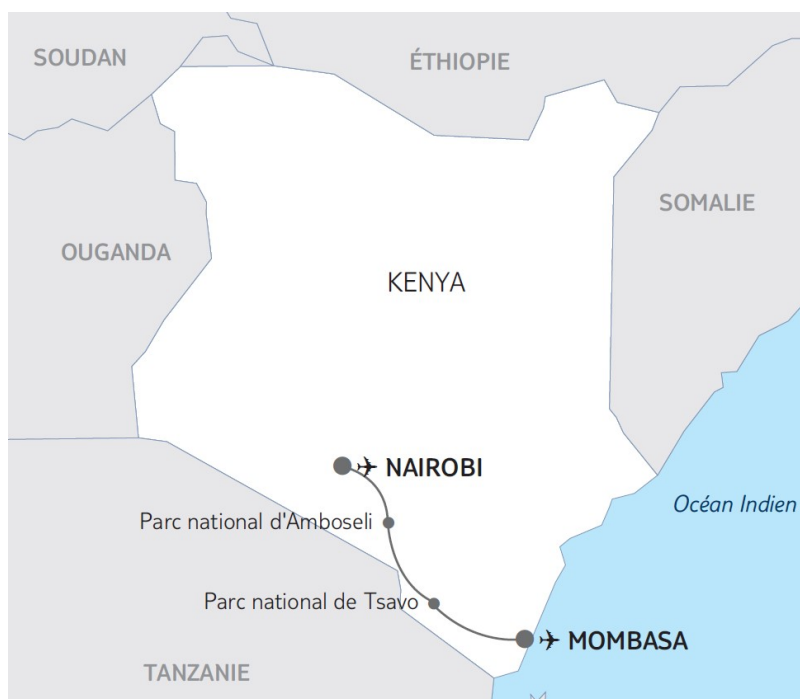 SOUDAN
ÉTHIOPIE
SOMALIE
OUGANDA
KENYA
NAIROBI
Océan Indien
Parc national d'Amboseli
Parc national de Tsavo
MOMBASA
TANZANIE